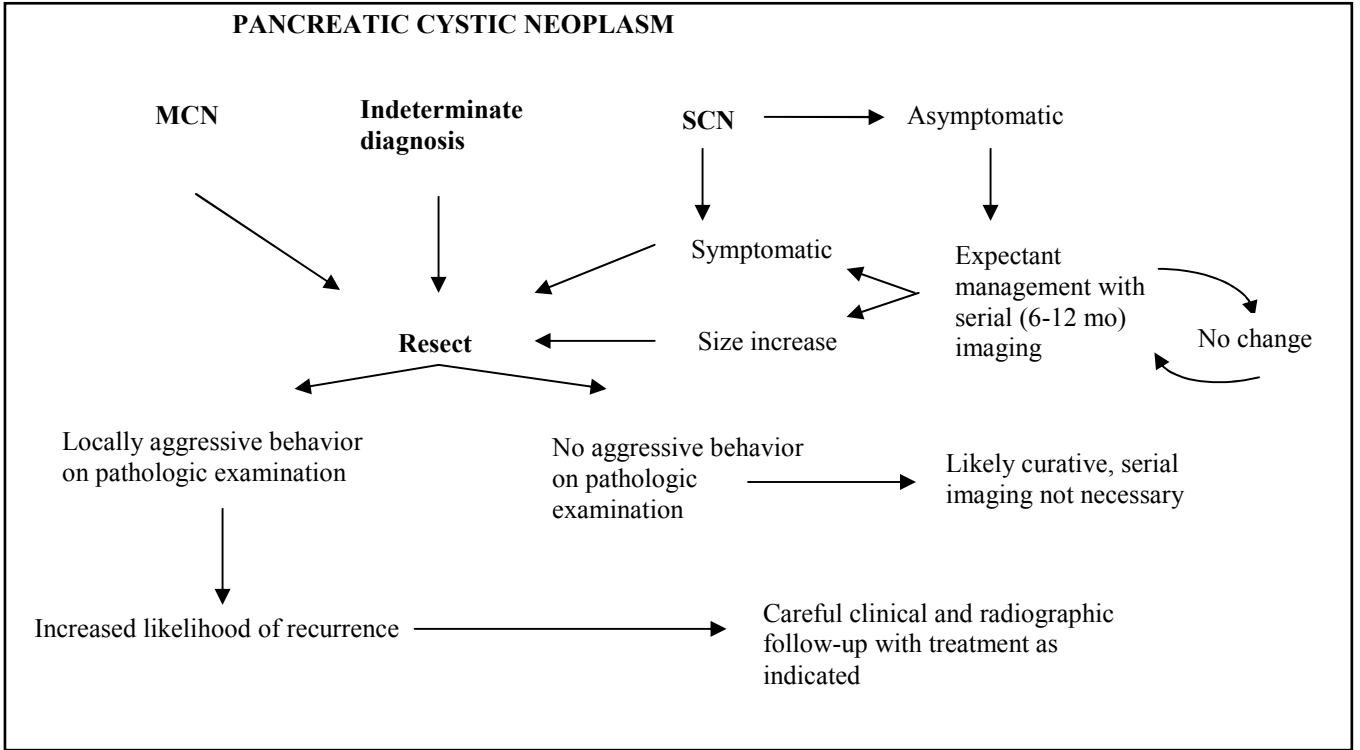 PANCREATIC CYSTIC NEOPLASM
MCN
Indeterminate
diagnosis
SCN
Asymptomatic
Symptomatic
Expectant
management with
serial (6-12 mo)
imaging
No change
Resect
Size increase
Locally aggressive behavior
on pathologic examination
No aggressive behavior
on pathologic
examination
Likely curative, serial
imaging not necessary
Increased likelihood of recurrence
Careful clinical and radiographic
follow-up with treatment as
indicated